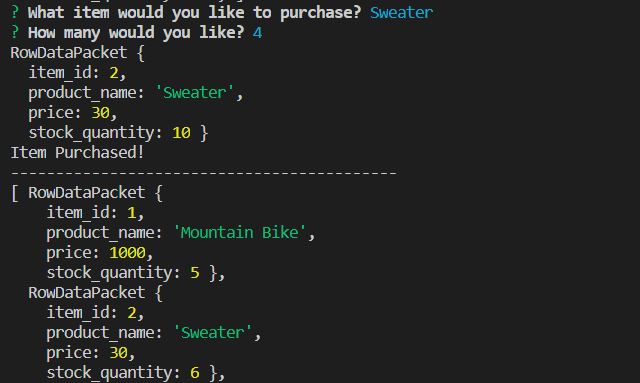 ? What item would you like to purchase? Sweater
? How many would you like? 4
RowDataPacket {
  item_id: 2,
  product_name: 'Sweater',
  price: 30,
  stock_quantity: 10 }
Item Purchased!
-------------------------------------------
[ RowDataPacket {
    item_id: 1,
    product_name: 'Mountain Bike',
    price: 1000,
    stock_quantity: 5 },
  RowDataPacket {
    item_id: 2,
    product_name: 'Sweater',
    price: 30,
    stock_quantity: 6 },